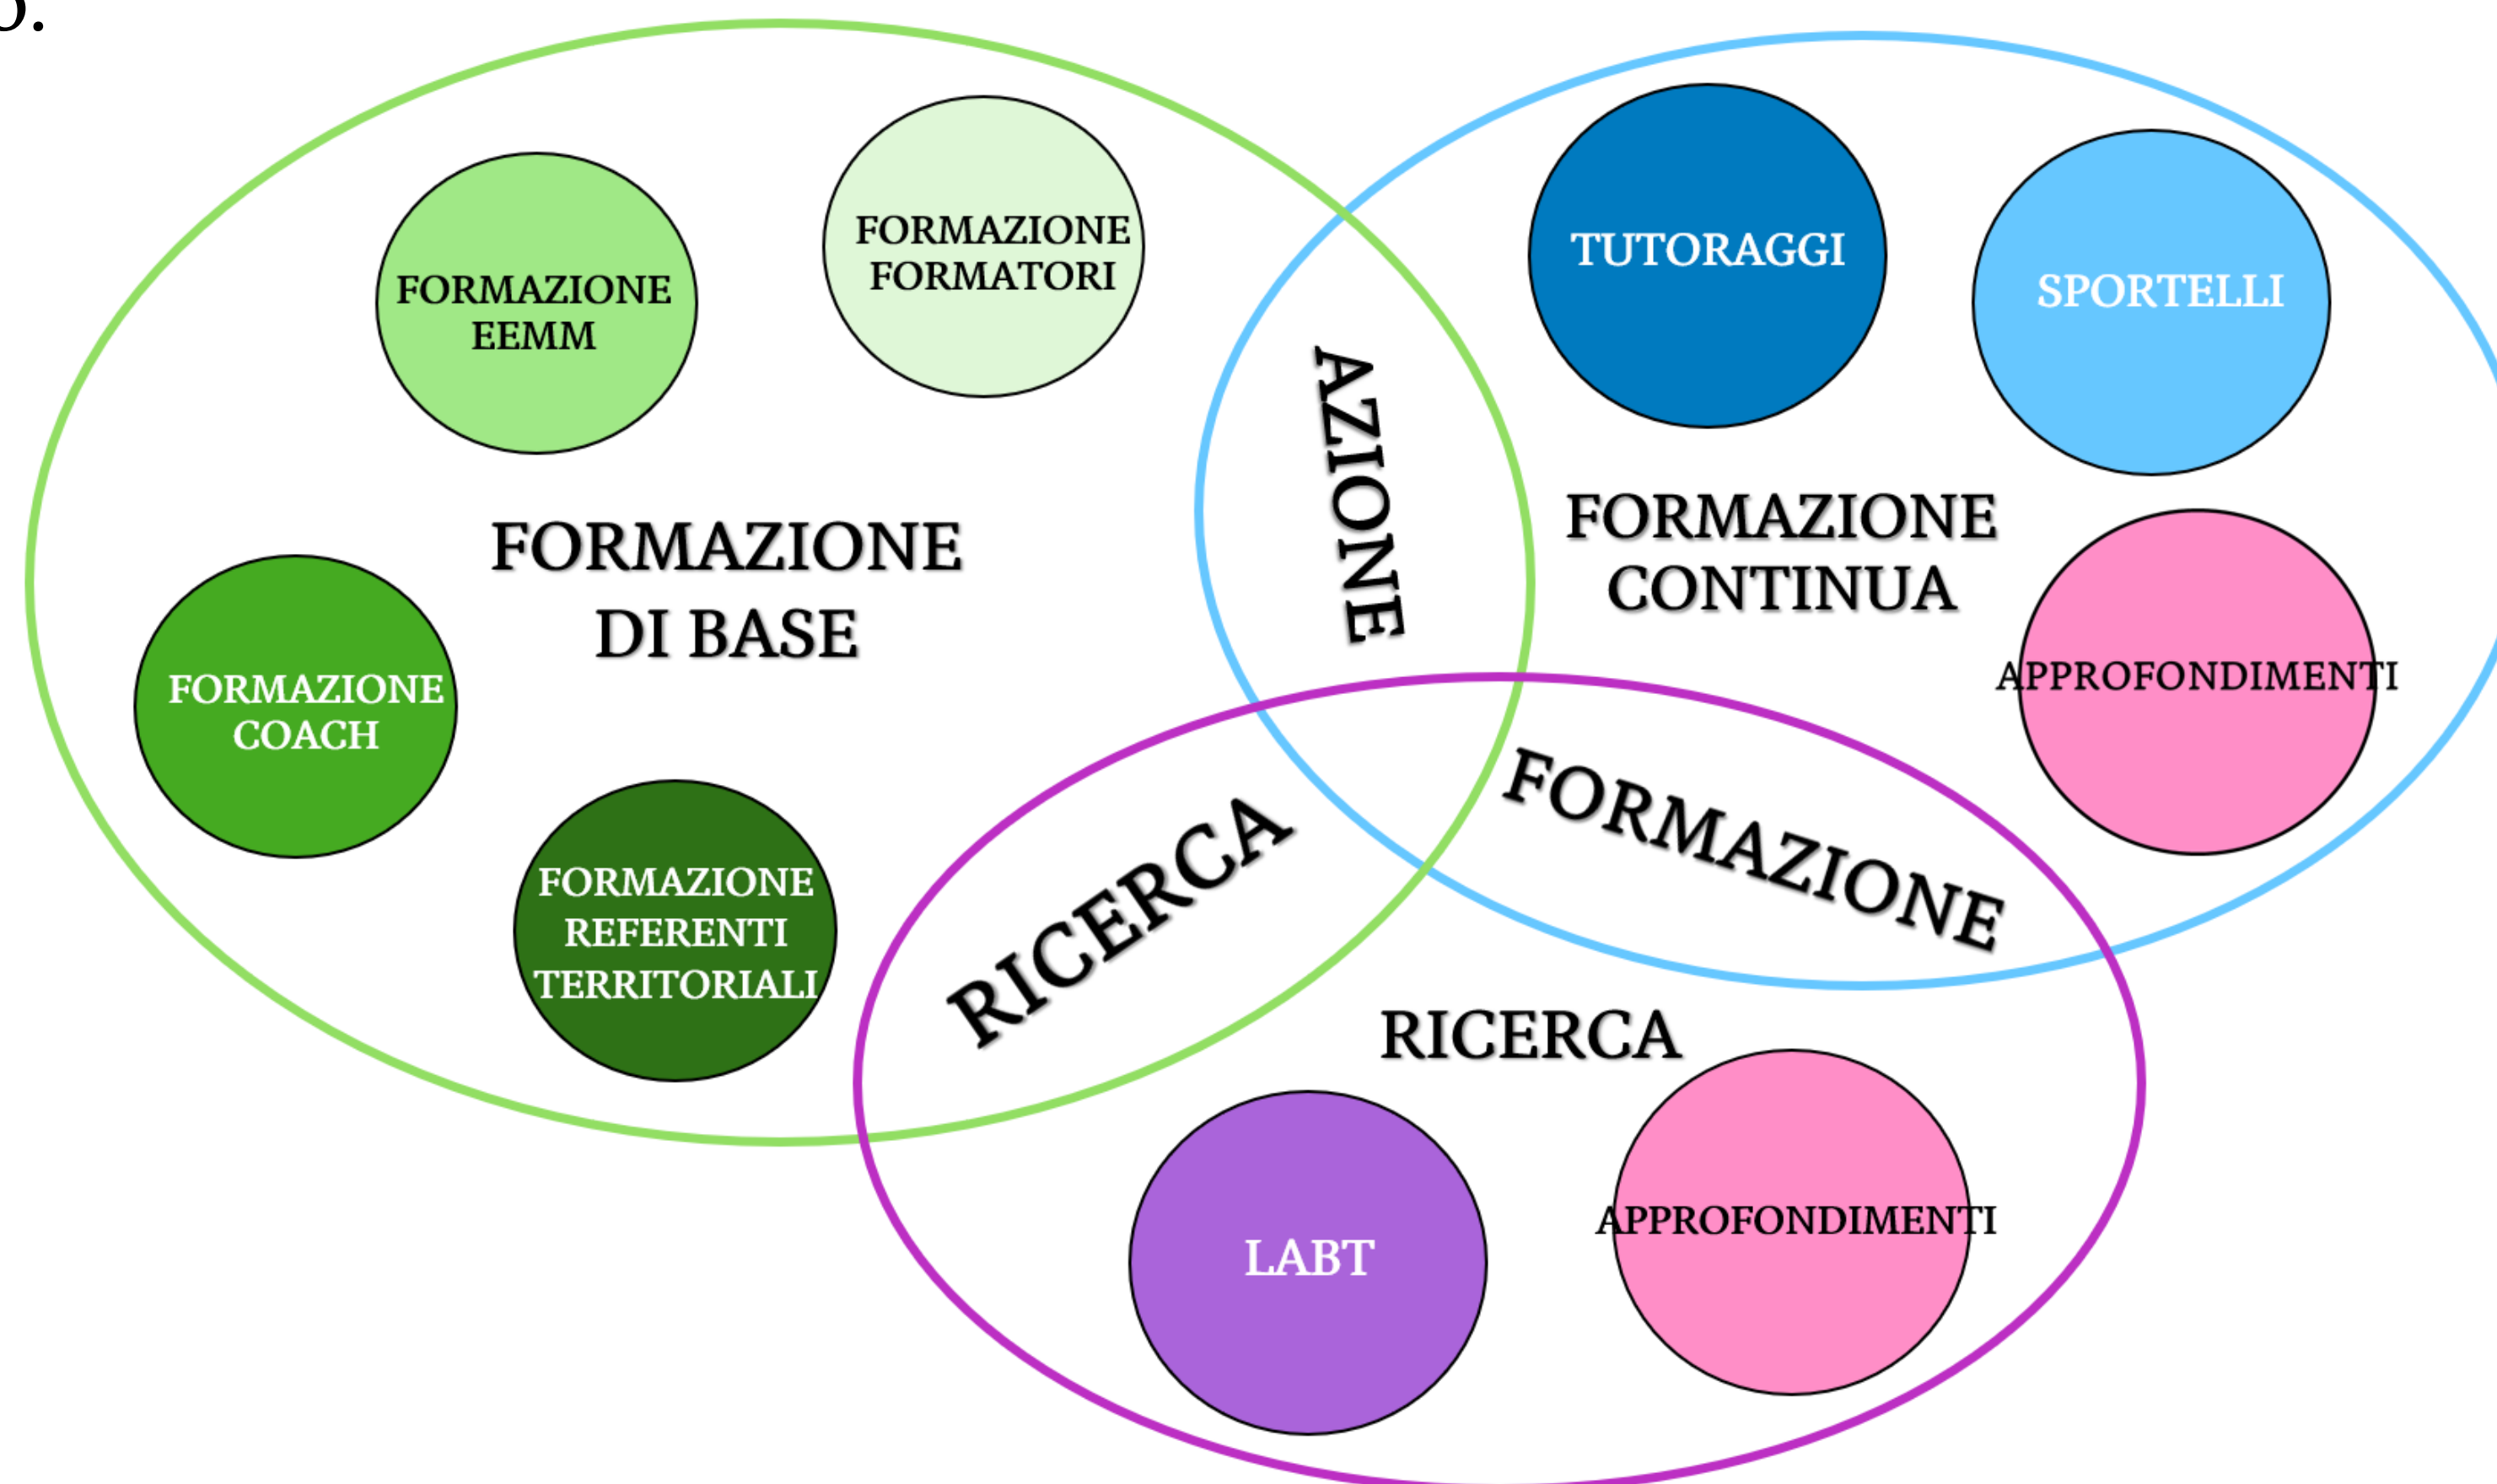 FORMAZIONE
EEMM
FORMAZIONE
FORMATORI
FORMAZIONE
DI BASE
FORMAZIONE
COACH
FORMAZIONE
REFERENTI
TERRITORIALI
AZIONE
TUTORAGGI
SPORTELLI
FORMAZIONE
CONTINUA
APPROFONDIMENTI
RICERCA
FORMAZIONE
RICERCA
LABT
APPROFONDIMENTI